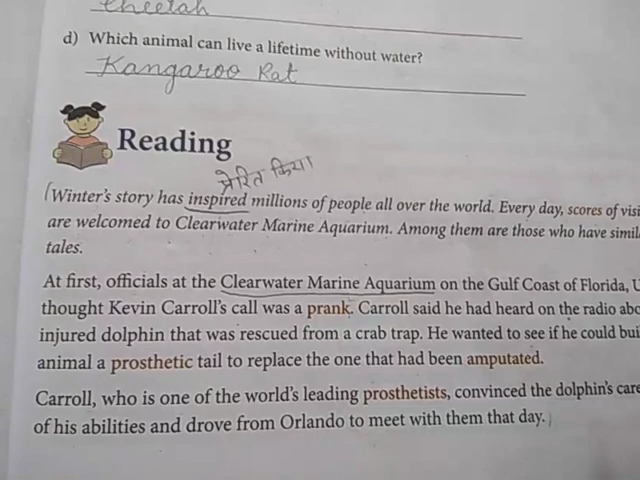 Cheetah
d) Which animal can live a lifetime without water?
Kangaroo Rat
Reading
प्रेरित किया
Winter's story has inspired millions of people all over the world. Every day, scores of visi
are welcomed to Clearwater Marine Aquarium. Among them are those who have simil
tales.
At first, officials at the Clearwater Marine Aquarium on the Gulf Coast of Florida, U
thought Kevin Carroll's call was a prank. Carroll said he had heard on the radio abo
injured dolphin that was rescued from a crab trap. He wanted to see if he could bui
animal a prosthetic tail to replace the one that had been amputated.
Carroll, who is one of the world's leading prosthetists, convinced the dolphin's care
of his abilities and drove from Orlando to meet with them that day.